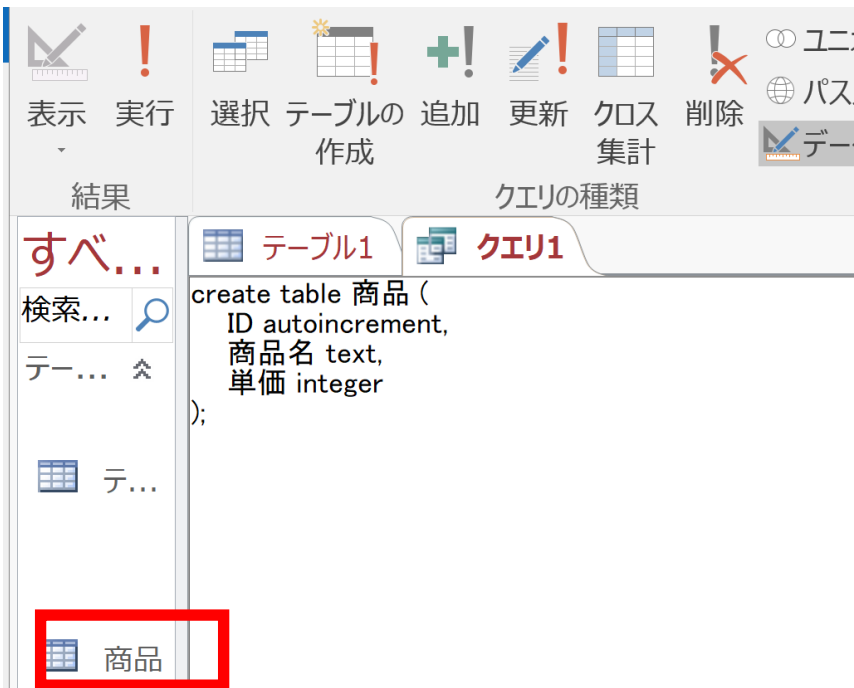 ユニ
表示 実行 選択 テーブルの作成 追加 更新 クロス集計 削除
パス
デー
結果 クエリの種類
すべ...
テーブル1 クエリ1
検索...
テー...
create table 商品 (
ID autoincrement,
商品名 text,
単価 integer
);
テ...
商品